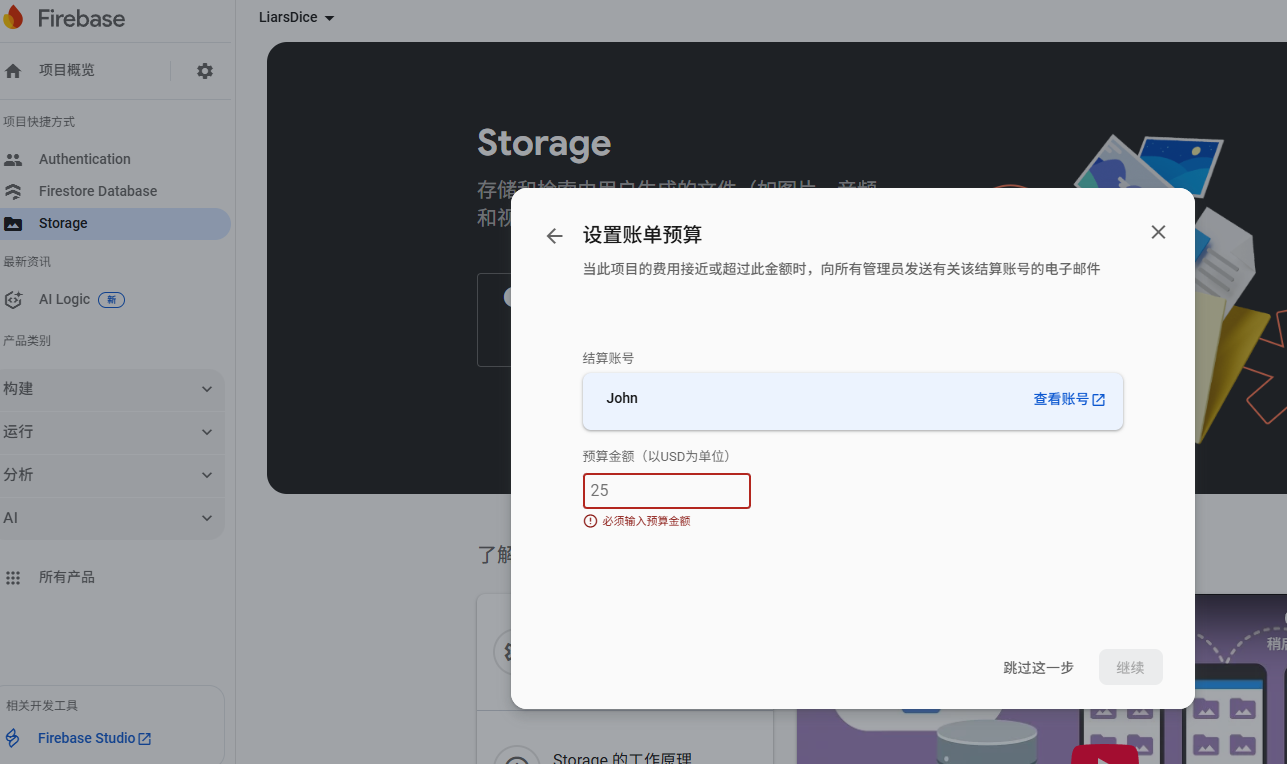 Firebase
LiarsDice
项目概览
项目快捷方式
Authentication
Firestore Database
Storage
最新资讯
AI Logic 新
产品类别
构建
运行
分析
AI
所有产品
相关开发工具
Firebase Studio
Storage
存储和检索由用户生成的文件（如图片、音频
和视
设置账单预算
当此项目的费用接近或超过此金额时，向所有管理员发送有关该结算账号的电子邮件
结算账号
John 查看账号
预算金额（以USD为单位）
25
必须输入预算金额
跳过这一步 继续
了解
稍后
Storage 的工作原理